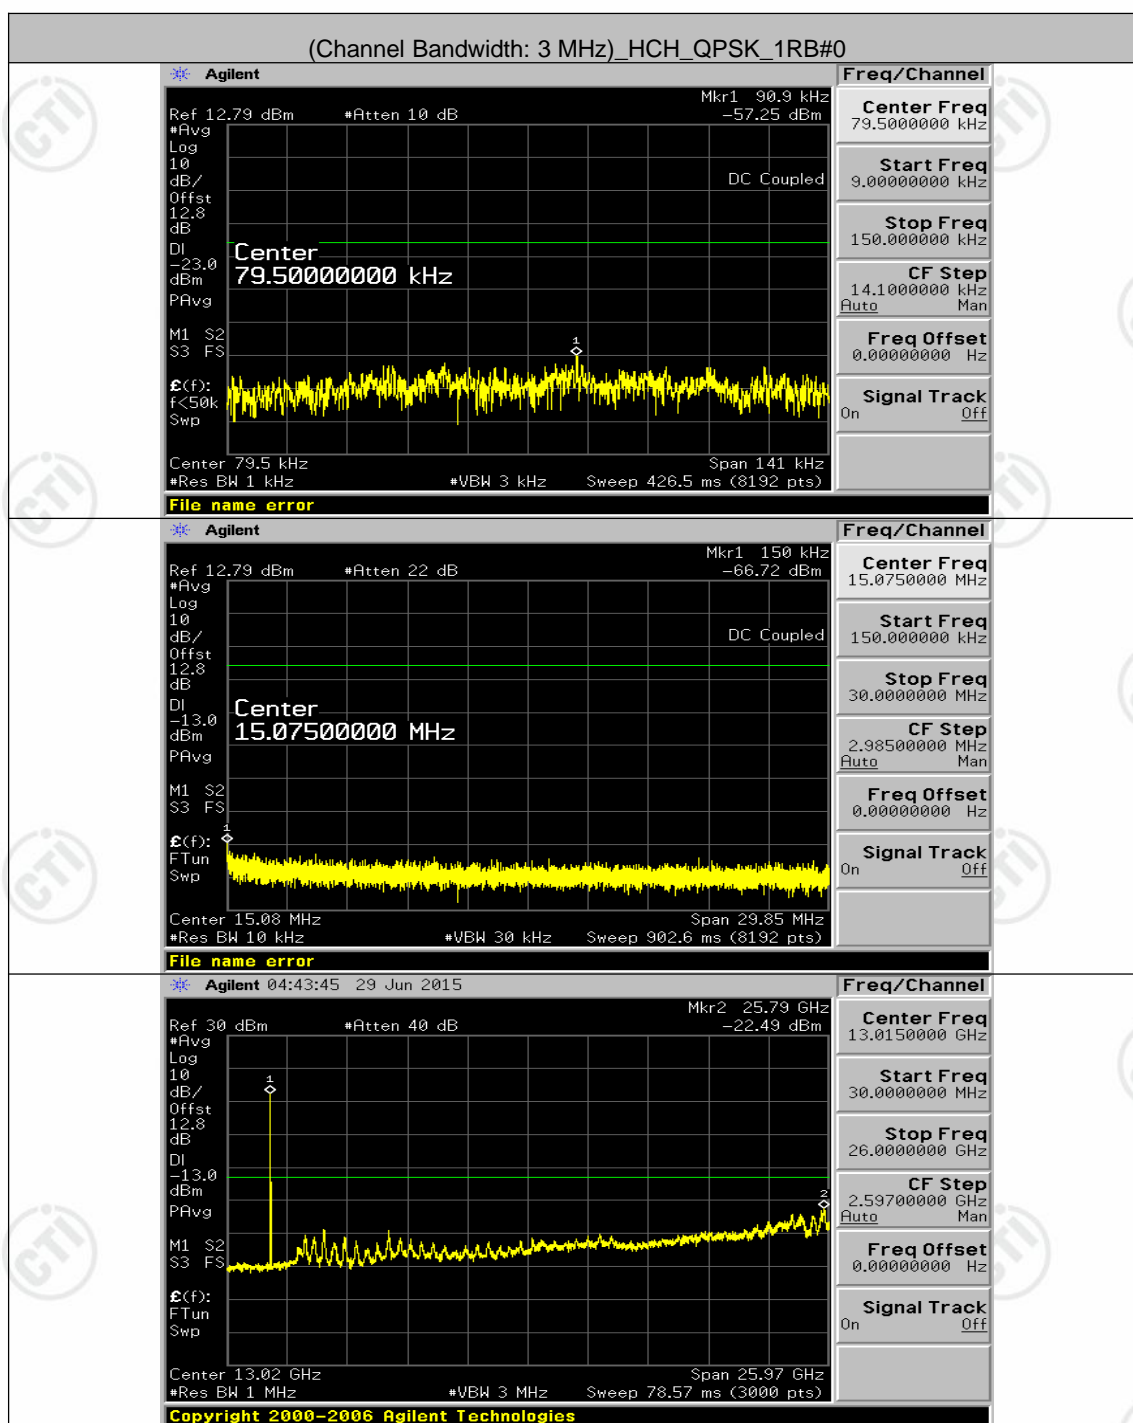 (Channel Bandwidth: 3 MHz)_HCH_QPSK_1RB#0
Agilent
Freq/Channel
Mkr1 90.9 kHz
Ref 12.79 dBm #Atten 10 dB -57.25 dBm
#Avg
Log
10
dB/
Offst
12.8
dB
DI
-23.0
dBm
PAvg
M1 S2
S3 FS
£(f):
f<50k
Swp
DC Coupled
Center
79.50000000 kHz
1
Center 79.5 kHz Span 141 kHz
#Res BW 1 kHz #VBW 3 kHz Sweep 426.5 ms (8192 pts)
File name error
Center Freq
79.5000000 kHz
Start Freq
9.00000000 kHz
Stop Freq
150.000000 kHz
CF Step
14.1000000 kHz
Auto Man
Freq Offset
0.00000000 Hz
Signal Track
On Off
Agilent
Freq/Channel
Mkr1 150 kHz
Ref 12.79 dBm #Atten 22 dB -66.72 dBm
#Avg
Log
10
dB/
Offst
12.8
dB
DI
-13.0
dBm
PAvg
M1 S2
S3 FS
£(f):
FTun
Swp
DC Coupled
Center
15.07500000 MHz
1
Center 15.08 MHz Span 29.85 MHz
#Res BW 10 kHz #VBW 30 kHz Sweep 902.6 ms (8192 pts)
File name error
Center Freq
15.0750000 MHz
Start Freq
150.000000 kHz
Stop Freq
30.0000000 MHz
CF Step
2.98500000 MHz
Auto Man
Freq Offset
0.00000000 Hz
Signal Track
On Off
Agilent 04:43:45 29 Jun 2015
Freq/Channel
Mkr2 25.79 GHz
Ref 30 dBm #Atten 40 dB -22.49 dBm
#Avg
Log
10
dB/
Offst
12.8
dB
DI
-13.0
dBm
PAvg
M1 S2
S3 FS
£(f):
FTun
Swp
1
2
Center 13.02 GHz Span 25.97 GHz
#Res BW 1 MHz #VBW 3 MHz Sweep 78.57 ms (3000 pts)
Copyright 2000-2006 Agilent Technologies
Center Freq
13.0150000 GHz
Start Freq
30.0000000 MHz
Stop Freq
26.0000000 GHz
CF Step
2.59700000 GHz
Auto Man
Freq Offset
0.00000000 Hz
Signal Track
On Off
CTI
CTI
CTI
CTI
CTI
CTI
CTI
CTI